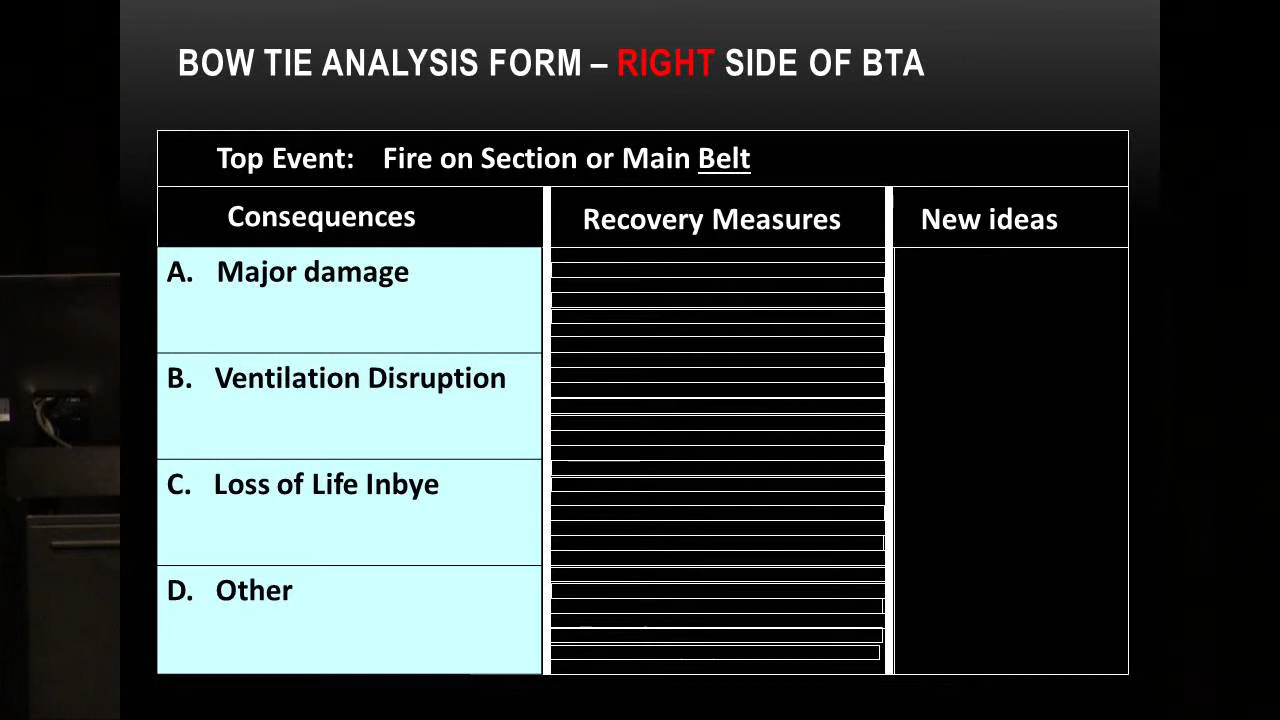 BOW TIE ANALYSIS FORM – RIGHT SIDE OF BTA
Top Event: Fire on Section or Main Belt
Consequences
Recovery Measures
New ideas
A. Major damage
B. Ventilation Disruption
C. Loss of Life Inbye
D. Other